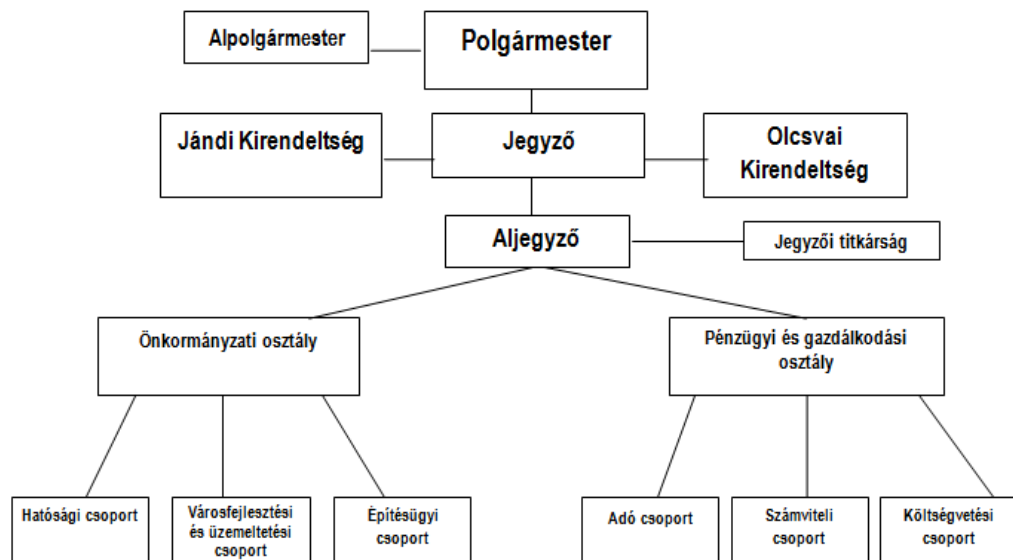 Alpolgármester
Polgármester
Jándi Kirendeltség
Jegyző
Olcsvai
Kirendeltség
Aljegyző
Jegyzői titkárság
Önkormányzati osztály
Pénzügyi és gazdálkodási
osztály
Hatósági csoport
Városfejlesztési
és üzemeltetési
csoport
Építésügyi
csoport
Adó csoport
Számviteli
csoport
Költségvetési
csoport